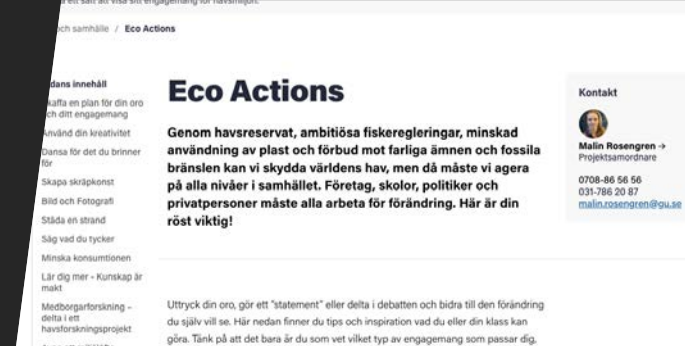 ett sätt att visa sitt engagemang för havsmiljön.
och samhälle / Eco Actions
dans innehåll
kaffa en plan för din oro
ch ditt engagemang
Använd din kreativitet
Dansa för det du brinner
för
Skapa skräpkonst
Bild och Fotografi
Städa en strand
Säg vad du tycker
Minska konsumtionen
Lär dig mer – Kunskap är
makt
Medborgarforskning –
delta i ett
havsforskningsprojekt
Eco Actions
Genom havsreservat, ambitiösa fiskeregleringar, minskad
användning av plast och förbud mot farliga ämnen och fossila
bränslen kan vi skydda världens hav, men då måste vi agera
på alla nivåer i samhället. Företag, skolor, politiker och
privatpersoner måste alla arbeta för förändring. Här är din
röst viktig!
Uttryck din oro, gör ett "statement" eller delta i debatten och bidra till den förändring
du själv vill se. Här nedan finner du tips och inspiration vad du eller din klass kan
göra. Tänk på att det bara är du som vet vilket typ av engagemang som passar dig,
Kontakt
Malin Rosengren →
Projektsamordnare
0708-86 56 56
031-786 20 87
malin.rosengren@gu.se